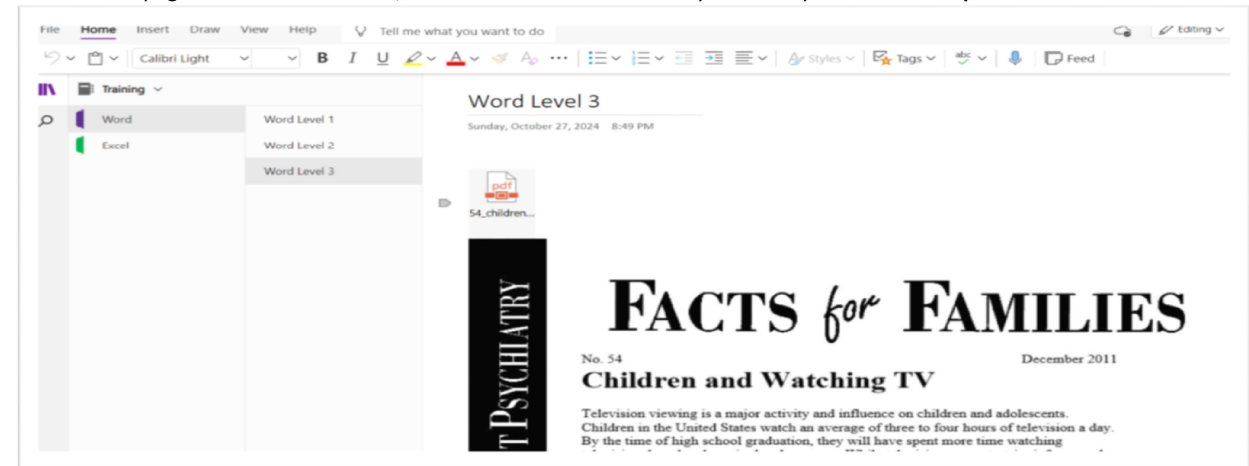 File Home Insert Draw View Help Tell me what you want to do Editing
Calibri Light B I U A Styles Tags abc Feed
Training
Word
Excel
Word Level 1
Word Level 2
Word Level 3
Word Level 3
Sunday, October 27, 2024 8:49 PM
pdf
54_children...
T PSYCHIATRY
FACTS for FAMILIES
No. 54 December 2011
Children and Watching TV
Television viewing is a major activity and influence on children and adolescents.
Children in the United States watch an average of three to four hours of television a day.
By the time of high school graduation, they will have spent more time watching